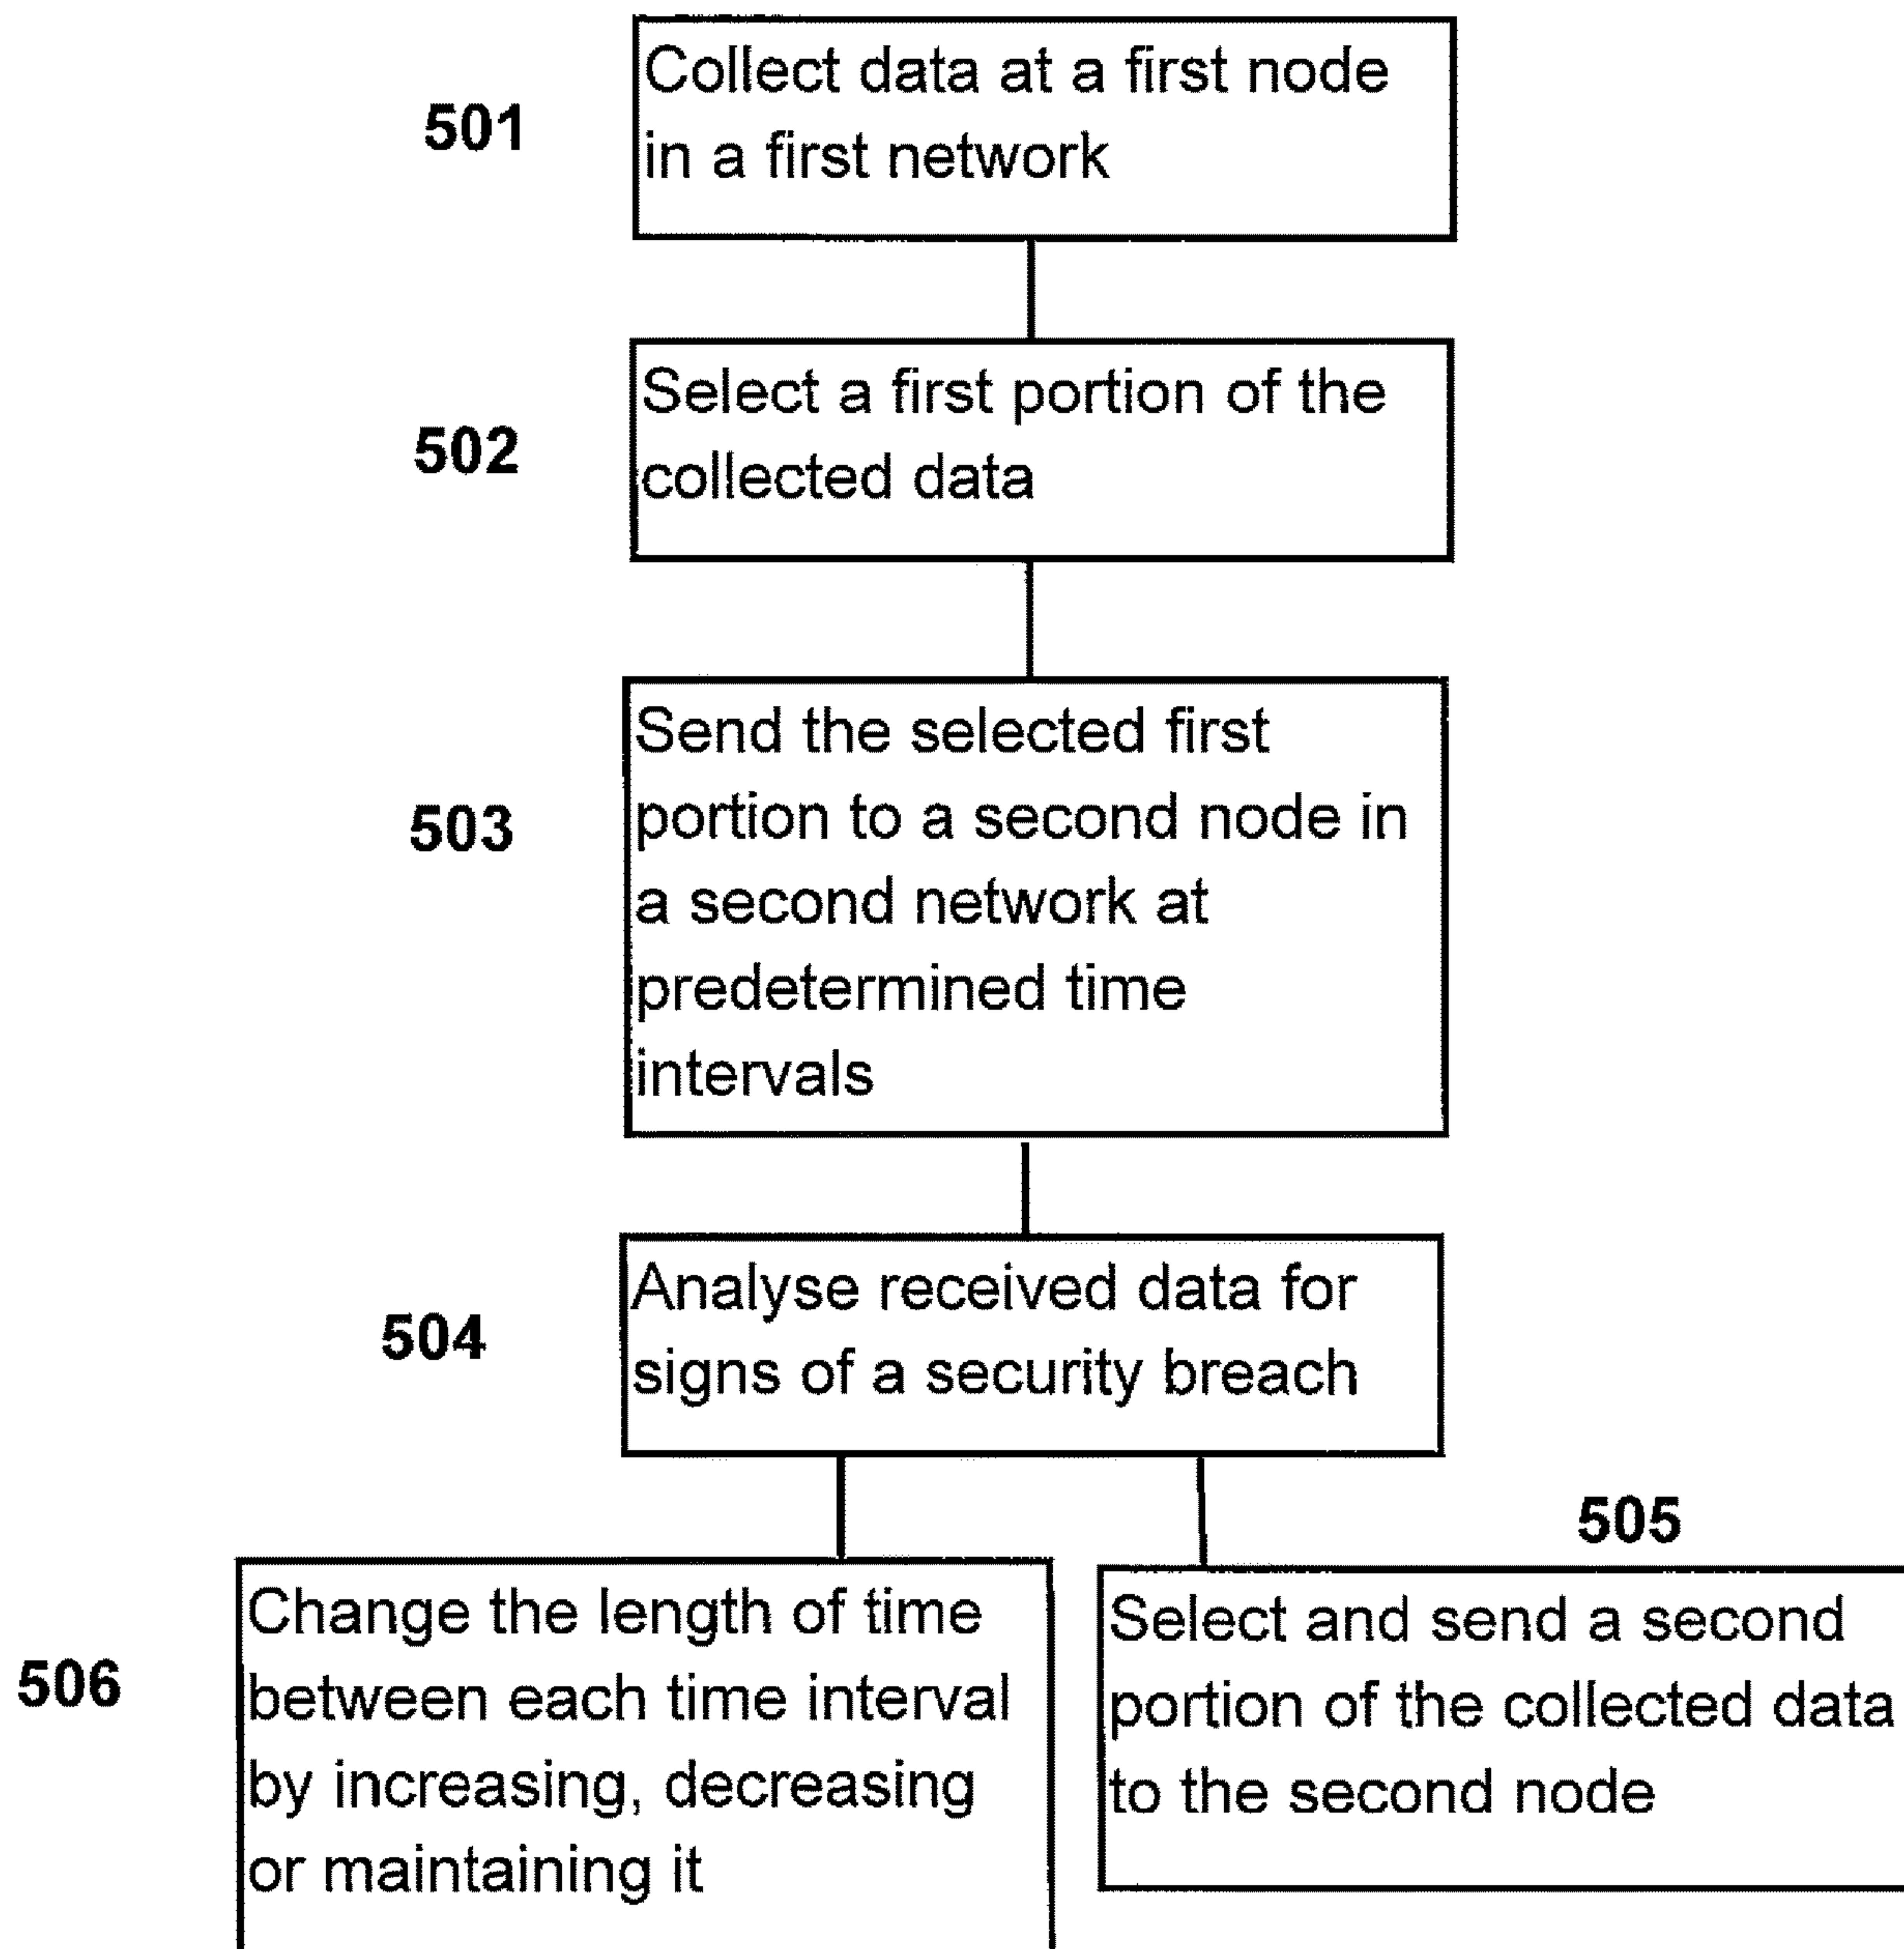 501
Collect data at a first node
in a first network
502
Select a first portion of the
collected data
503
Send the selected first
portion to a second node in
a second network at
predetermined time
intervals
504
Analyse received data for
signs of a security breach
506
Change the length of time
between each time interval
by increasing, decreasing
or maintaining it
505
Select and send a second
portion of the collected data
to the second node